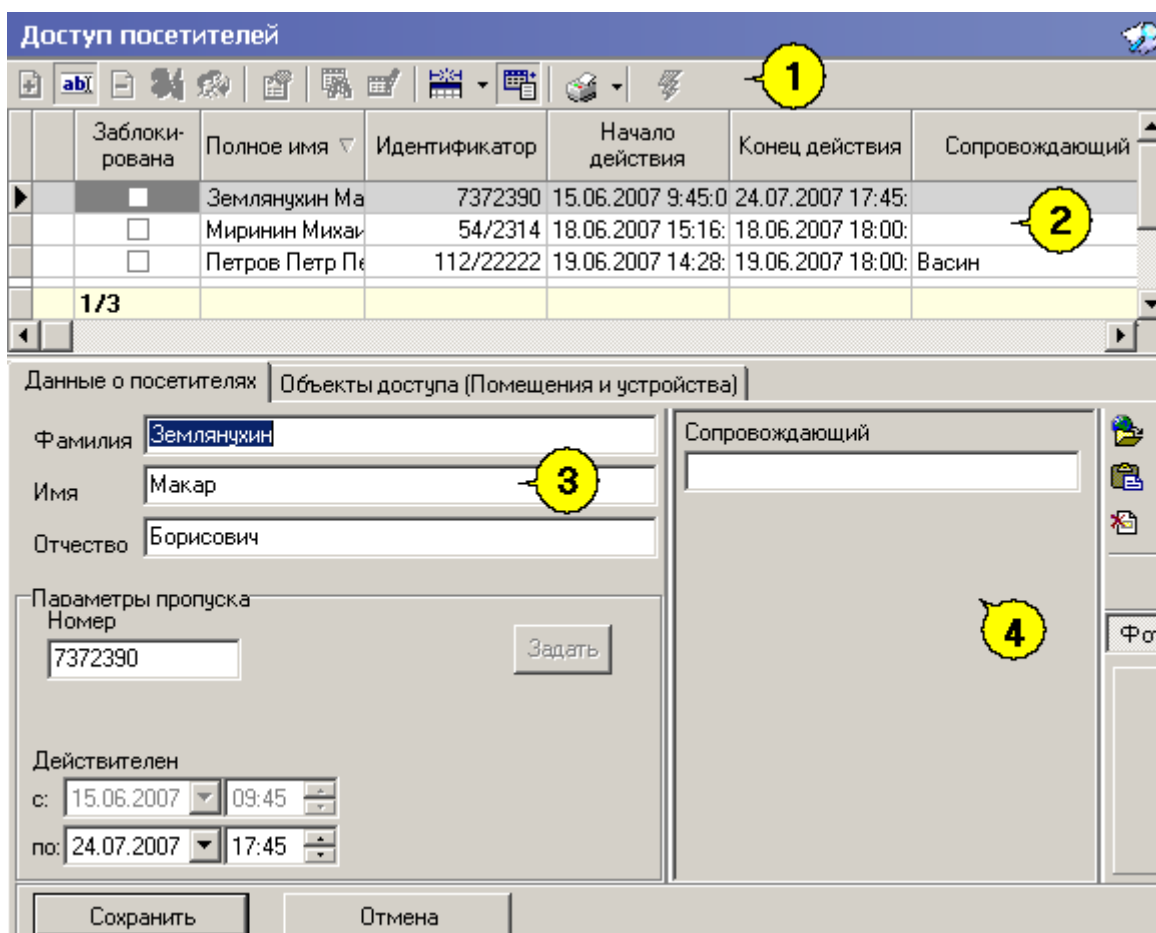 Доступ посетителей
abI
1
Заблоки-
рована
Полное имя
Идентификатор
Начало
действия
Конец действия
Сопровождающий
Землянухин Ма 7372390 15.06.2007 9:45:0 24.07.2007 17:45:
Миринин Михаи 54/2314 18.06.2007 15:16: 18.06.2007 18:00:
2
Петров Петр Пе 112/22222 19.06.2007 14:28: 19.06.2007 18:00: Васин
1/3
Данные о посетителях Объекты доступа (Помещения и устройства)
Фамилия Землянухин
Сопровождающий
Имя Макар
3
Отчество Борисович
Параметры пропуска
Номер
7372390
Задать
4
Фот
Действителен
с: 15.06.2007 09:45
по: 24.07.2007 17:45
Сохранить Отмена